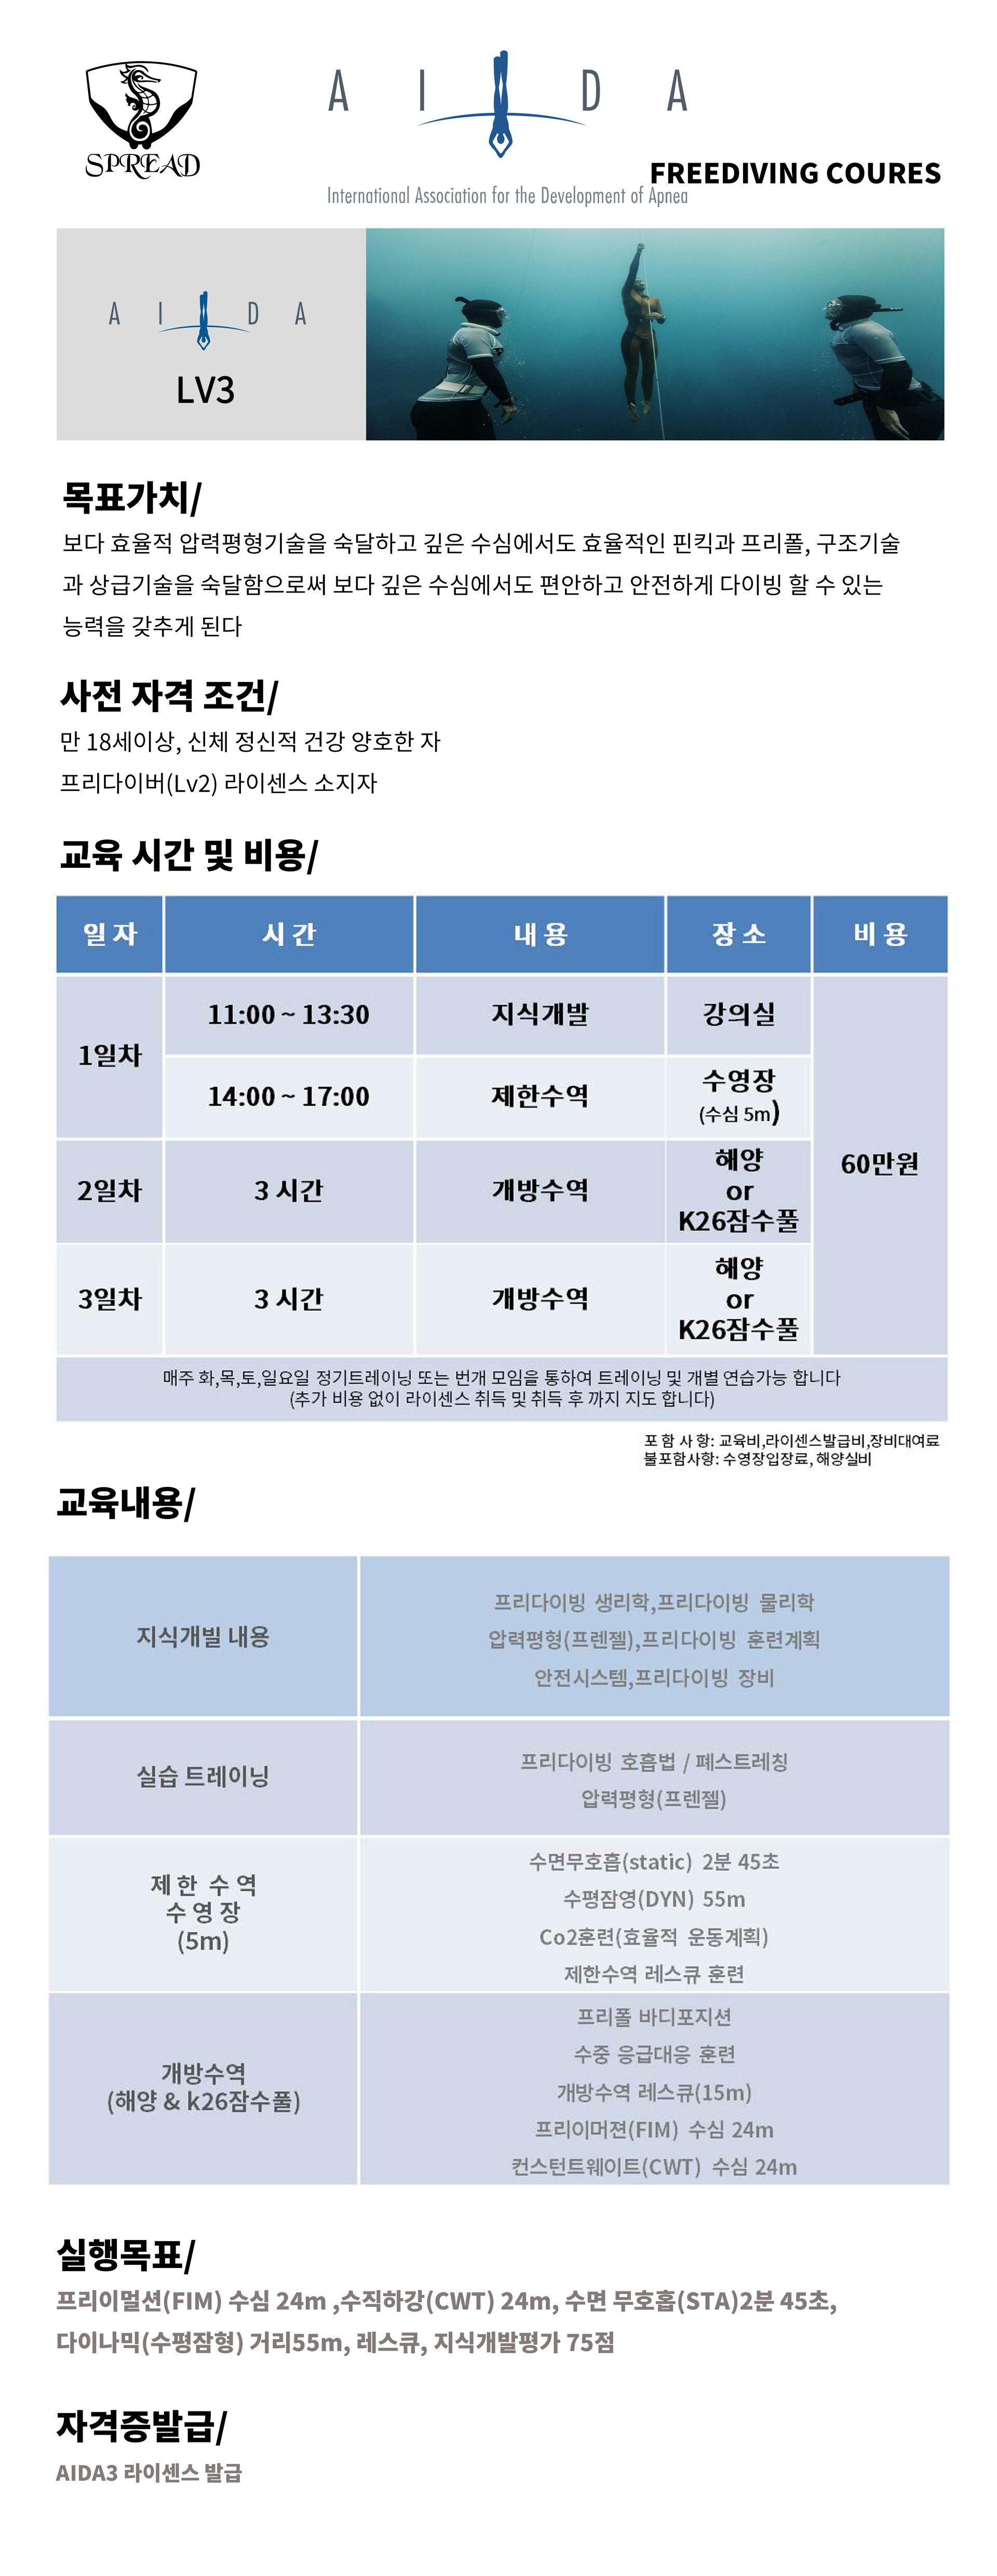 SPREAD
A I D A
International Association for the Development of Apnea
FREEDIVING COURES
A I D A
LV3
목표가치/
보다 효율적 압력평형기술을 숙달하고 깊은 수심에서도 효율적인 핀킥과 프리폴, 구조기술
과 상급기술을 숙달함으로써 보다 깊은 수심에서도 편안하고 안전하게 다이빙 할 수 있는
능력을 갖추게 된다
사전 자격 조건/
만 18세이상, 신체 정신적 건강 양호한 자
프리다이버(Lv2) 라이센스 소지자
교육 시간 및 비용/
일 자 시 간 내 용 장 소 비 용
1일차
11:00 ~ 13:30 지식개발 강의실
14:00 ~ 17:00 제한수역 수영장
(수심 5m)
60만원
2일차 3 시간 개방수역 해양
or
K26잠수풀
3일차 3 시간 개방수역 해양
or
K26잠수풀
매주 화,목,토,일요일 정기트레이닝 또는 번개 모임을 통하여 트레이닝 및 개별 연습가능 합니다
(추가 비용 없이 라이센스 취득 및 취득 후 까지 지도 합니다)
포 함 사 항: 교육비,라이센스발급비,장비대여료
불포함사항: 수영장입장료, 해양실비
교육내용/
지식개빌 내용
프리다이빙 생리학,프리다이빙 물리학
압력평형(프렌젤),프리다이빙 훈련계획
안전시스템,프리다이빙 장비
실습 트레이닝
프리다이빙 호흡법 / 폐스트레칭
압력평형(프렌젤)
제 한 수 역
수 영 장
(5m)
수면무호흡(static) 2분 45초
수평잠영(DYN) 55m
Co2훈련(효율적 운동계획)
제한수역 레스큐 훈련
개방수역
(해양 & k26잠수풀)
프리폴 바디포지션
수중 응급대응 훈련
개방수역 레스큐(15m)
프리이머젼(FIM) 수심 24m
컨스턴트웨이트(CWT) 수심 24m
실행목표/
프리이멀션(FIM) 수심 24m ,수직하강(CWT) 24m, 수면 무호홉(STA)2분 45초,
다이나믹(수평잠형) 거리55m, 레스큐, 지식개발평가 75점
자격증발급/
AIDA3 라이센스 발급